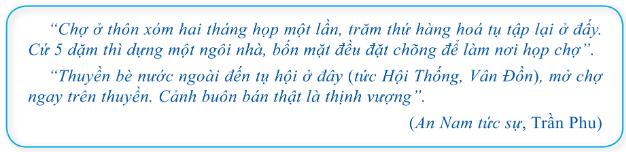 “Chợ ở thôn xóm hai tháng họp một lần, trăm thứ hàng hoá tụ tập lại ở đấy.
Cứ 5 dặm thì dựng một ngôi nhà, bốn mặt đều đặt chõng để làm nơi họp chợ”.
“Thuyền bè nước ngoài đến tụ hội ở đây (tức Hội Thống, Vân Đồn), mở chợ
ngay trên thuyền. Cảnh buôn bán thật là thịnh vượng”.
(An Nam tức sự, Trần Phu)